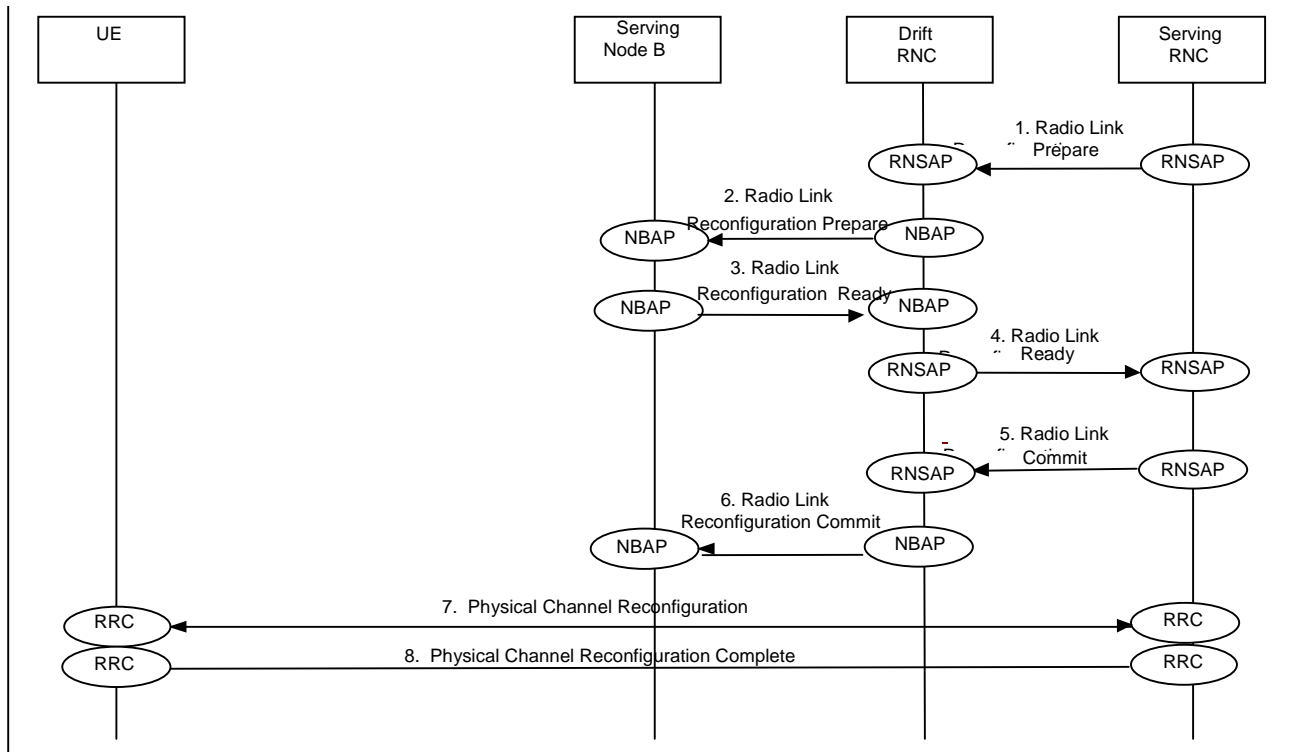 UE
Serving
Node B
Drift
RNC
Serving
RNC
1. Radio Link
Prepare
RNSAP
RNSAP
2. Radio Link
Reconfiguration Prepare
NBAP
NBAP
3. Radio Link
Reconfiguration Ready
NBAP
NBAP
4. Radio Link
Ready
RNSAP
RNSAP
5. Radio Link
Commit
RNSAP
RNSAP
6. Radio Link
Reconfiguration Commit
NBAP
NBAP
7. Physical Channel Reconfiguration
RRC
RRC
8. Physical Channel Reconfiguration Complete
RRC
RRC